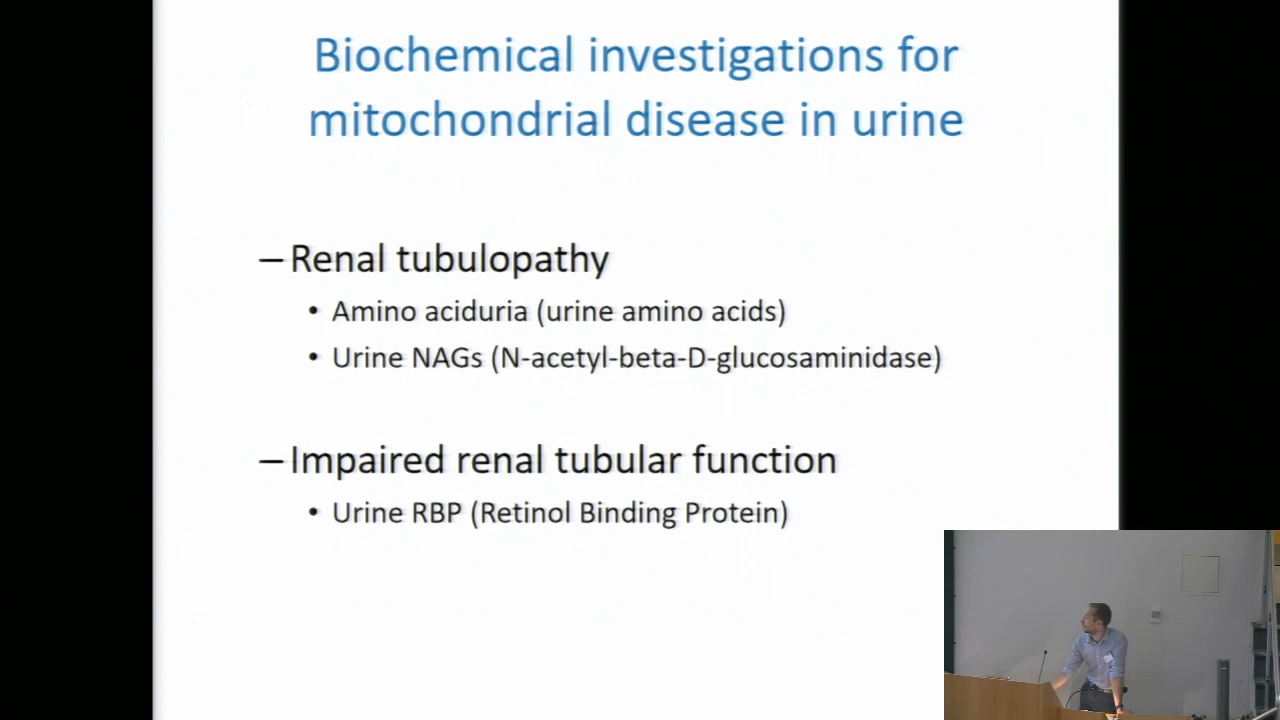 Biochemical investigations for
mitochondrial disease in urine
– Renal tubulopathy
• Amino aciduria (urine amino acids)
• Urine NAGs (N-acetyl-beta-D-glucosaminidase)
– Impaired renal tubular function
• Urine RBP (Retinol Binding Protein)